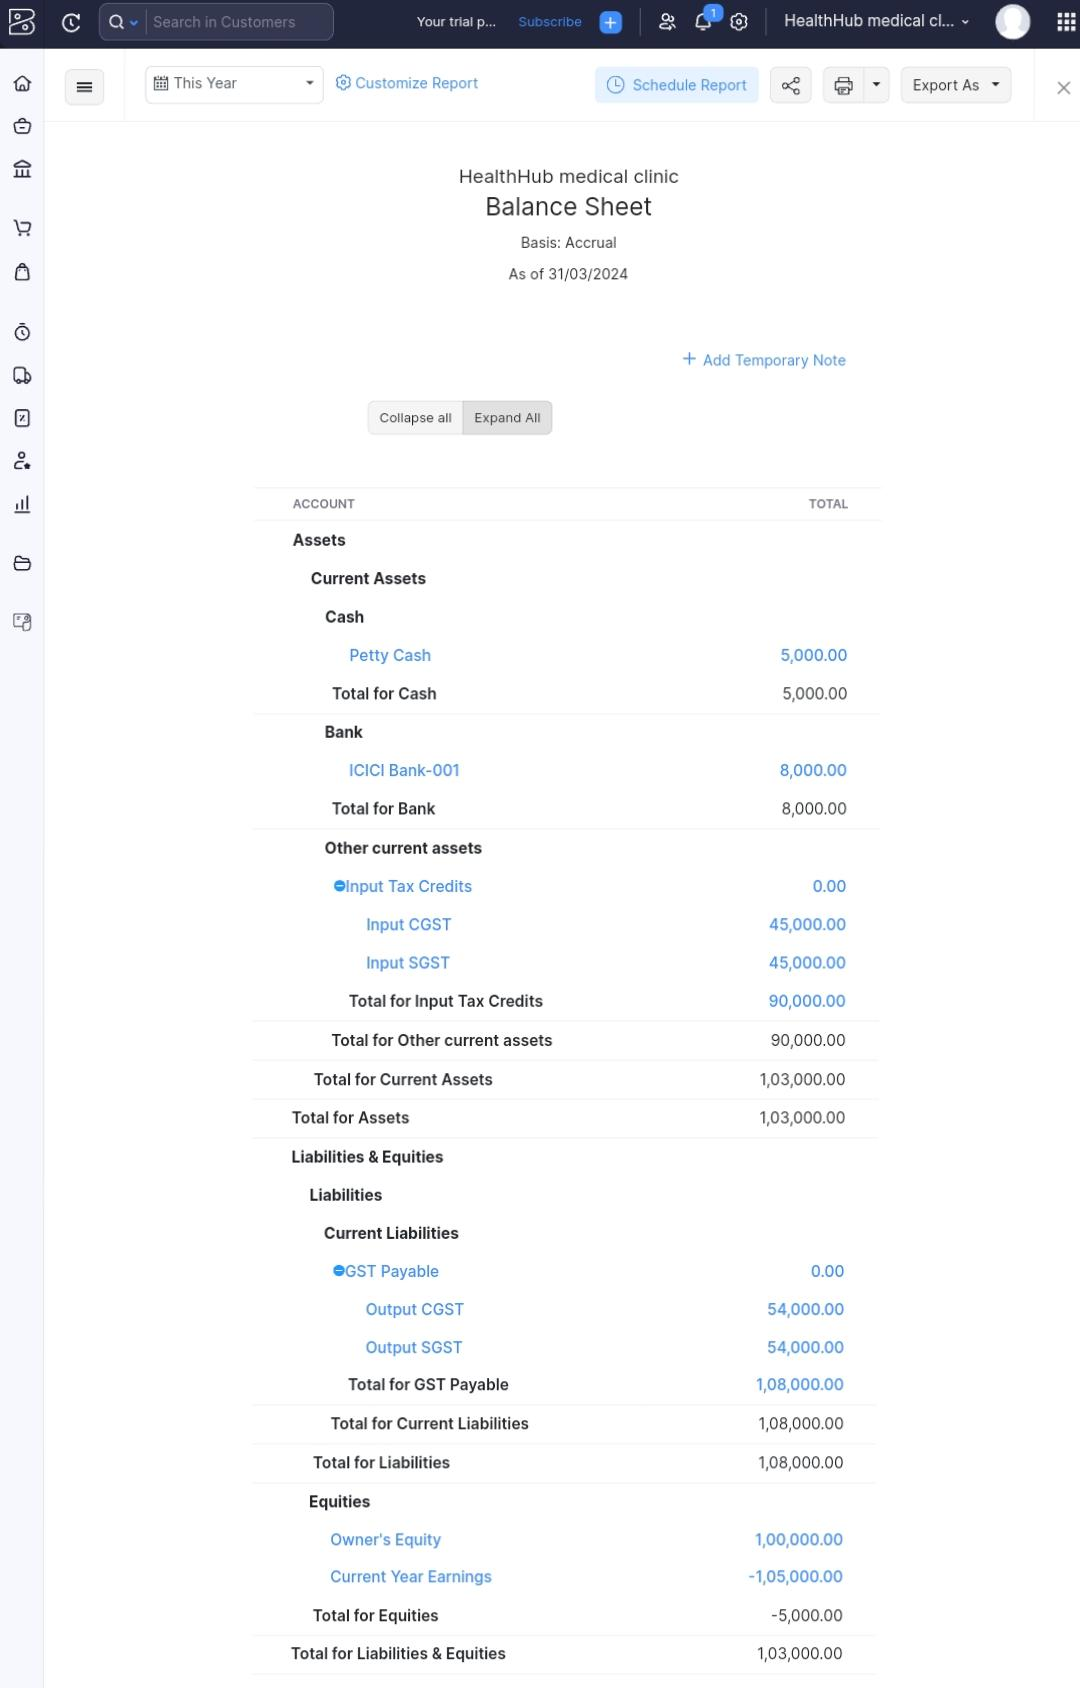 Search in Customers
Your trial p...
Subscribe
1
HealthHub medical cl...
This Year
Customize Report
Schedule Report
Export As
HealthHub medical clinic
Balance Sheet
Basis: Accrual
As of 31/03/2024
+ Add Temporary Note
Collapse all Expand All
ACCOUNT TOTAL
Assets
Current Assets
Cash
Petty Cash 5,000.00
Total for Cash 5,000.00
Bank
ICICI Bank-001 8,000.00
Total for Bank 8,000.00
Other current assets
Input Tax Credits 0.00
Input CGST 45,000.00
Input SGST 45,000.00
Total for Input Tax Credits 90,000.00
Total for Other current assets 90,000.00
Total for Current Assets 1,03,000.00
Total for Assets 1,03,000.00
Liabilities & Equities
Liabilities
Current Liabilities
GST Payable 0.00
Output CGST 54,000.00
Output SGST 54,000.00
Total for GST Payable 1,08,000.00
Total for Current Liabilities 1,08,000.00
Total for Liabilities 1,08,000.00
Equities
Owner's Equity 1,00,000.00
Current Year Earnings -1,05,000.00
Total for Equities -5,000.00
Total for Liabilities & Equities 1,03,000.00